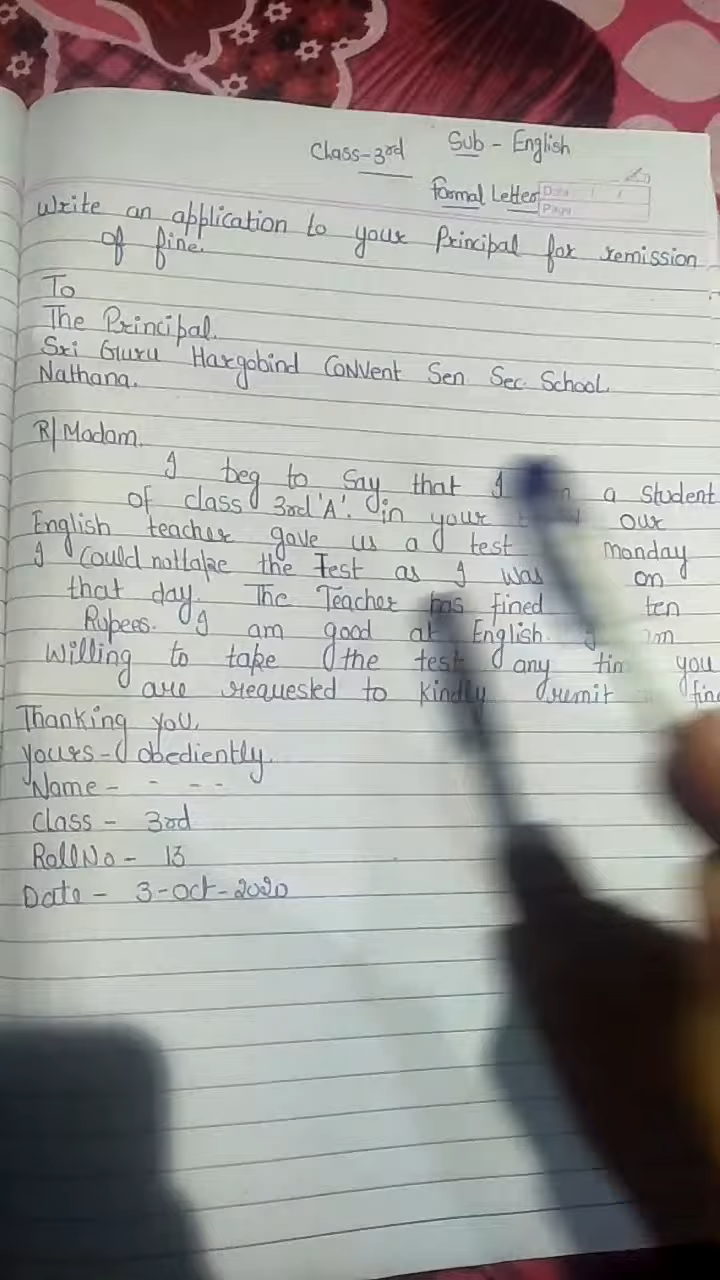 Class-3rd Sub - English
Formal Letter
Date
Page
Write an application to your Principal for remission
of fine.
To
The Principal.
Sri Guru Hargobind Convent Sen Sec. School.
Nathana.
R/Madam.
I beg to say that I a student
of class 3rd 'A'. in your our
English teacher gave us a test monday
I could not take the Test as I was on
that day. The Teacher has fined ten
Rupees. I am good at English.
Willing to take the test any you
are requested to kindly remit
Thanking you,
yours-obediently.
Name - - - -
Class - 3rd
Roll No - 13
Date - 3-Oct-2020